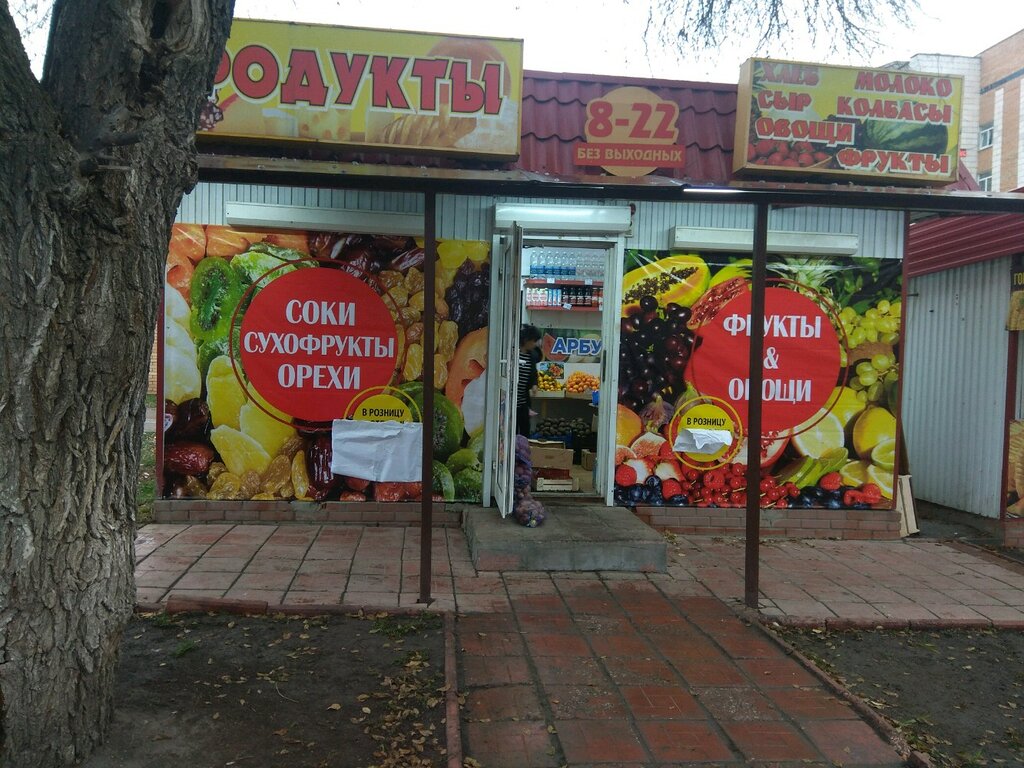 РОДУКТЫ
8-22
БЕЗ ВЫХОДНЫХ
ХЛЕБ МОЛОКО
СЫР КОЛБАСЫ
ОВОЩИ
ФРУКТЫ
СОКИ
СУХОФРУКТЫ
ОРЕХИ
В РОЗНИЦУ
АРБУ
ФРУКТЫ
&
ОВОЩИ
В РОЗНИЦУ